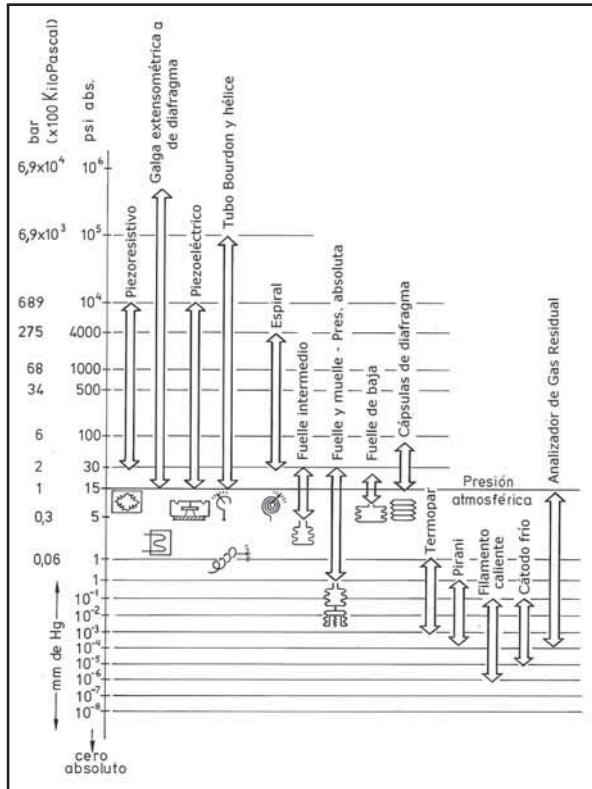 bar
(x100 KiloPascal)
psi abs.
Piezoresistivo
Galga extensométrica a
de diafragma
Piezoeléctrico
Tubo Bourdon y hélice
Espiral
Fuelle intermedio
Fuelle y muelle - Pres. absoluta
Fuelle de baja
Cápsulas de diafragma
Termopar
Pirani
Filamento
caliente
Cátodo frío
Analizador de Gas Residual
6,9x10⁴ 10⁶
6,9x10³ 10⁵
689 10⁴
275 4000
68 1000
34 500
6 100
2 30
1 15
Presión
atmosférica
0,3 5
0,06 1
1
10⁻¹
10⁻²
10⁻³
10⁻⁴
10⁻⁵
10⁻⁶
10⁻⁷
10⁻⁸
mm de Hg
cero
absoluto